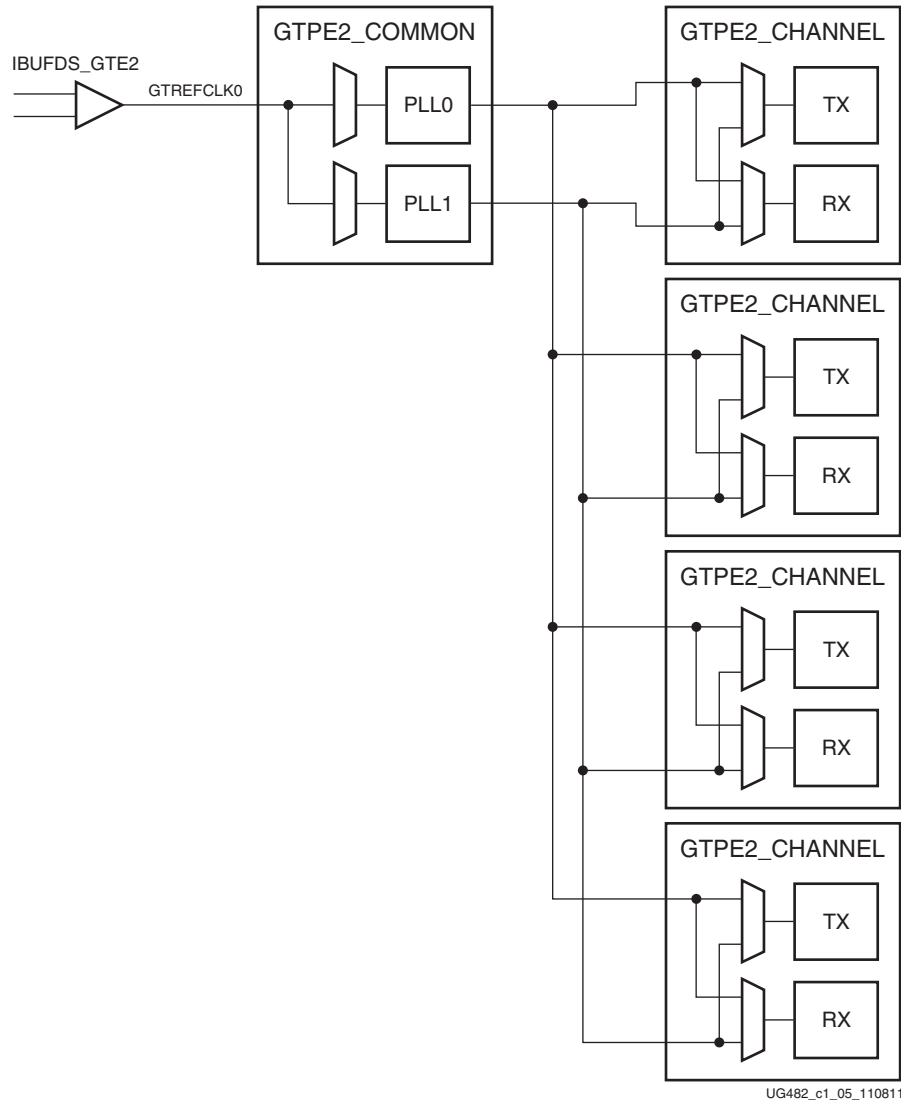 GTPE2_COMMON
GTPE2_CHANNEL
IBUFDS_GTE2
GTREFCLK0
PLL0
TX
PLL1
RX
GTPE2_CHANNEL
TX
RX
GTPE2_CHANNEL
TX
RX
GTPE2_CHANNEL
TX
RX
UG482_c1_05_110811